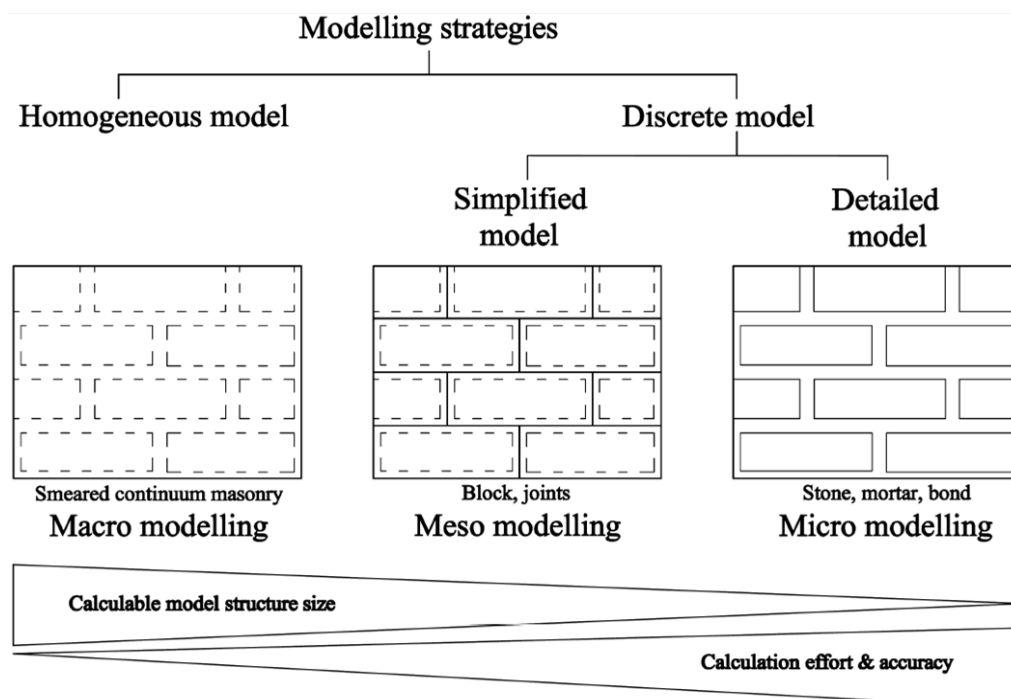 Modelling strategies
Homogeneous model
Discrete model
Simplified
model
Detailed
model
Smeared continuum masonry
Macro modelling
Block, joints
Meso modelling
Stone, mortar, bond
Micro modelling
Calculable model structure size
Calculation effort & accuracy